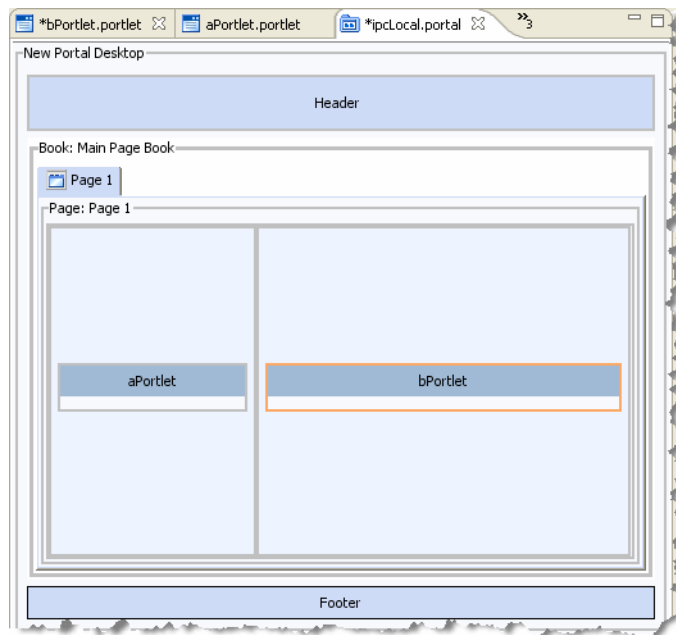 *bPortlet.portlet aPortlet.portlet *ipcLocal.portal »3
New Portal Desktop
Header
Book: Main Page Book
Page 1
Page: Page 1
aPortlet bPortlet
Footer